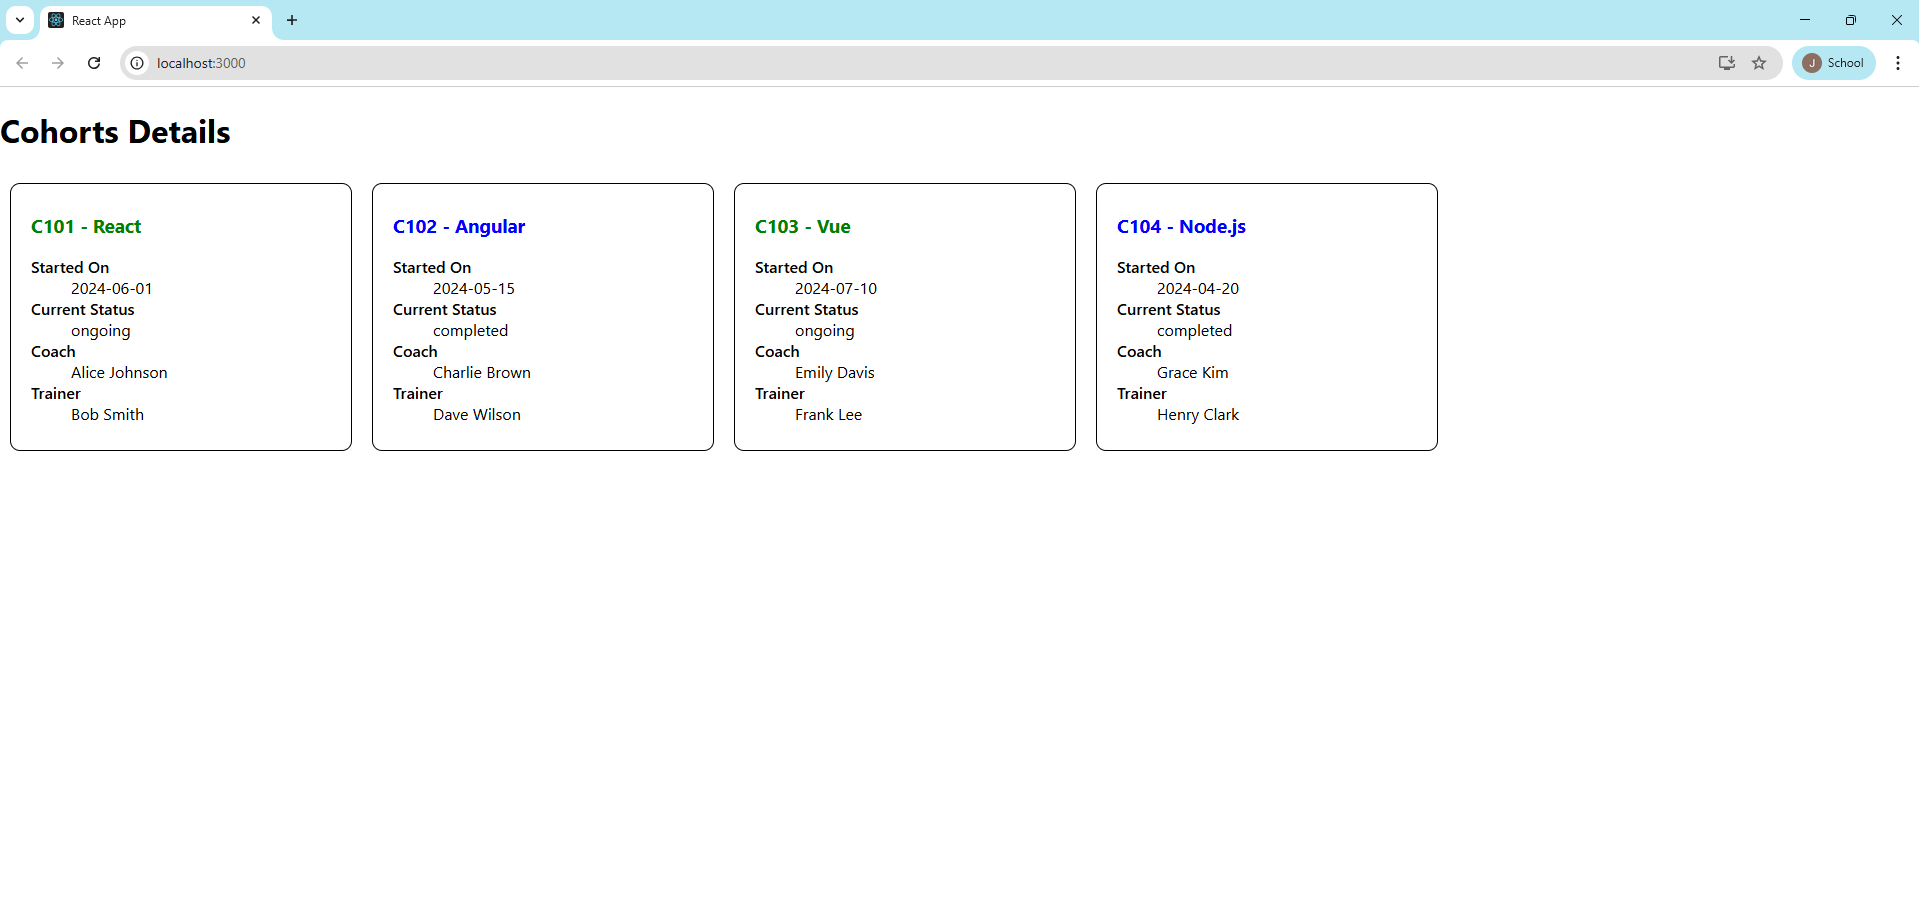 React App
localhost:3000
J School
Cohorts Details
C101 - React
Started On
2024-06-01
Current Status
ongoing
Coach
Alice Johnson
Trainer
Bob Smith
C102 - Angular
Started On
2024-05-15
Current Status
completed
Coach
Charlie Brown
Trainer
Dave Wilson
C103 - Vue
Started On
2024-07-10
Current Status
ongoing
Coach
Emily Davis
Trainer
Frank Lee
C104 - Node.js
Started On
2024-04-20
Current Status
completed
Coach
Grace Kim
Trainer
Henry Clark